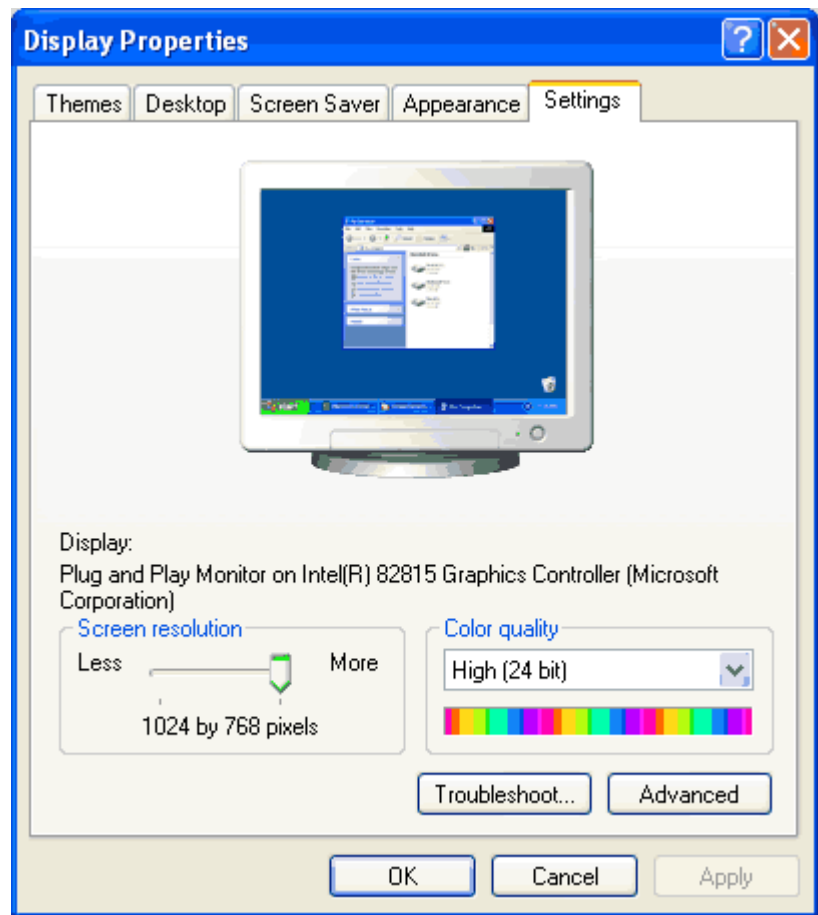 Display Properties
Themes Desktop Screen Saver Appearance Settings
Display:
Plug and Play Monitor on Intel(R) 82815 Graphics Controller (Microsoft
Corporation)
Screen resolution
Less More
1024 by 768 pixels
Color quality
High (24 bit)
Troubleshoot... Advanced
OK Cancel Apply